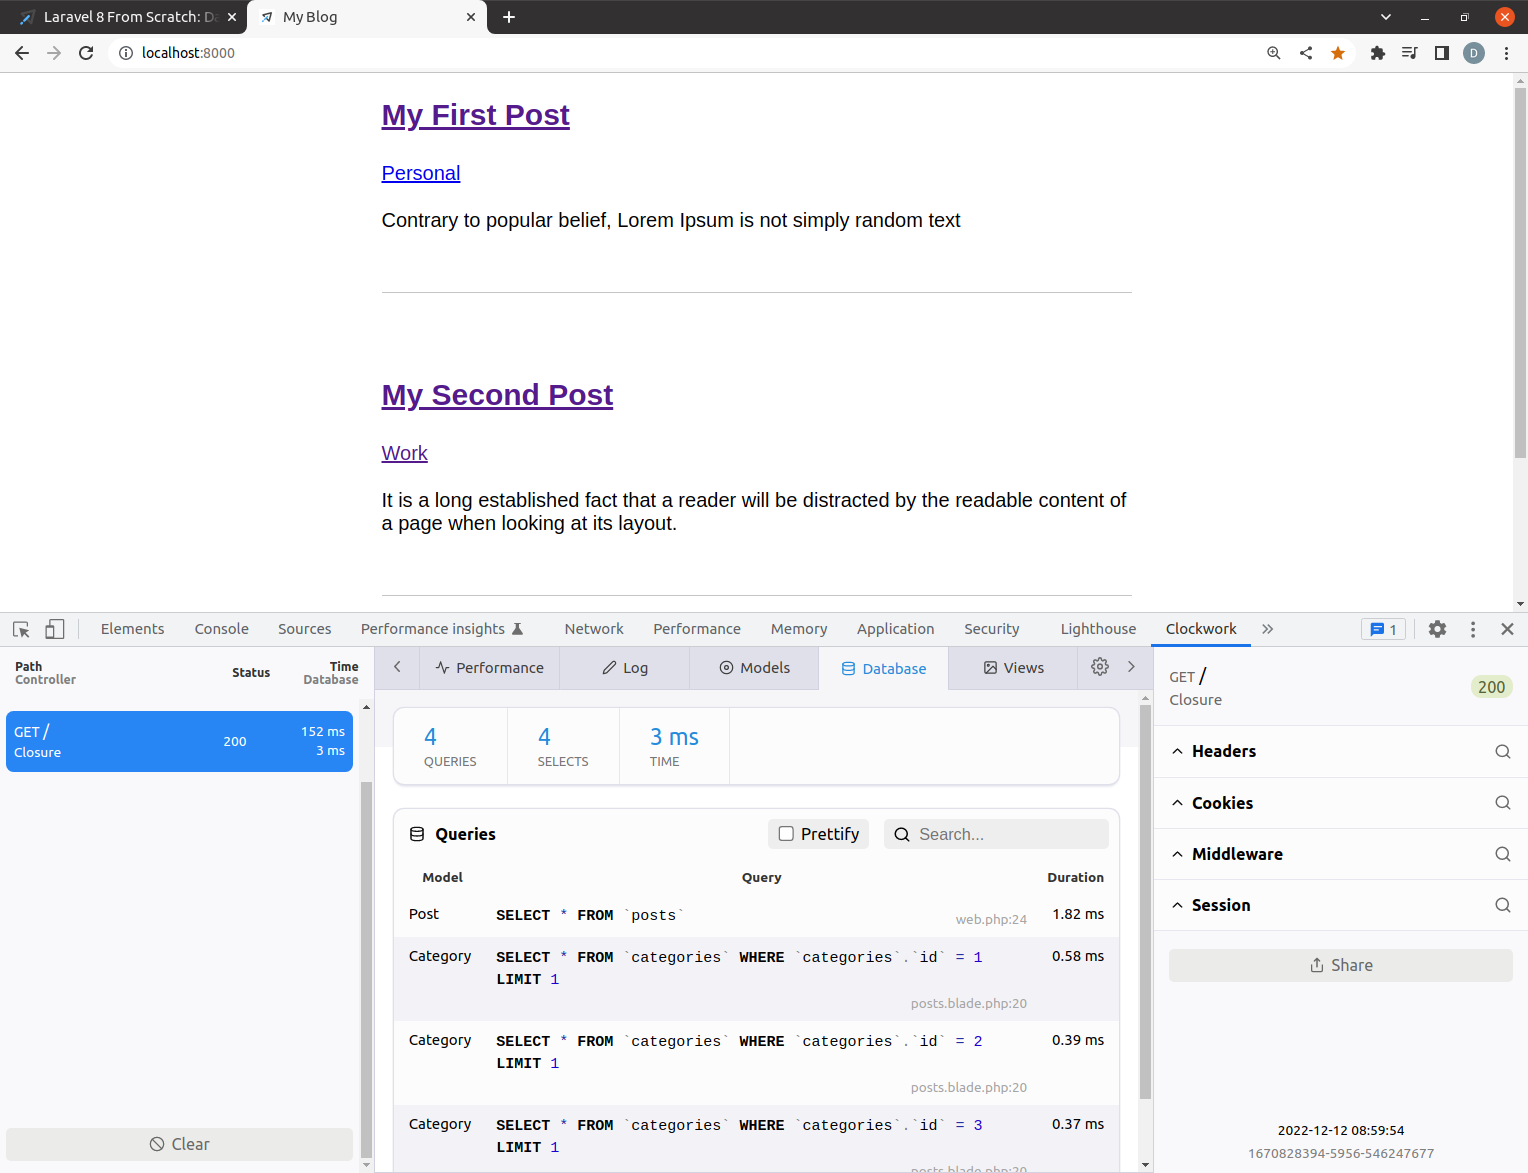 Laravel 8 From Scratch: Da
My Blog
localhost:8000
D
My First Post
Personal
Contrary to popular belief, Lorem Ipsum is not simply random text
My Second Post
Work
It is a long established fact that a reader will be distracted by the readable content of
a page when looking at its layout.
Elements Console Sources Performance insights Network Performance Memory Application Security Lighthouse Clockwork 1
Path
Controller
Status
Time
Database
GET /
Closure
200
152 ms
3 ms
Clear
Performance Log Models Database Views
4
QUERIES
4
SELECTS
3 ms
TIME
Queries
Prettify
Search...
Model Query Duration
Post SELECT * FROM `posts` web.php:24 1.82 ms
Category SELECT * FROM `categories` WHERE `categories`.`id` = 1 0.58 ms
LIMIT 1
posts.blade.php:20
Category SELECT * FROM `categories` WHERE `categories`.`id` = 2 0.39 ms
LIMIT 1
posts.blade.php:20
Category SELECT * FROM `categories` WHERE `categories`.`id` = 3 0.37 ms
LIMIT 1
posts.blade.php:20
GET /
Closure
200
Headers
Cookies
Middleware
Session
Share
2022-12-12 08:59:54
1670828394-5956-546247677